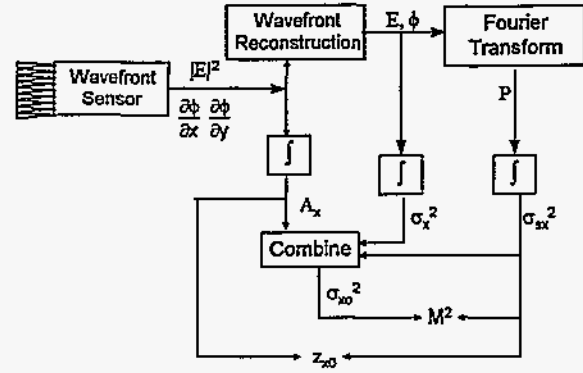 Wavefront
Reconstruction
E, ϕ
Fourier
Transform
Wavefront
Sensor
|E|²
∂ϕ/∂x ∂ϕ/∂y
P
∫
∫
∫
Aₓ
σₓ²
σₛₓ²
Combine
σₓ₀²
M²
zₓ₀